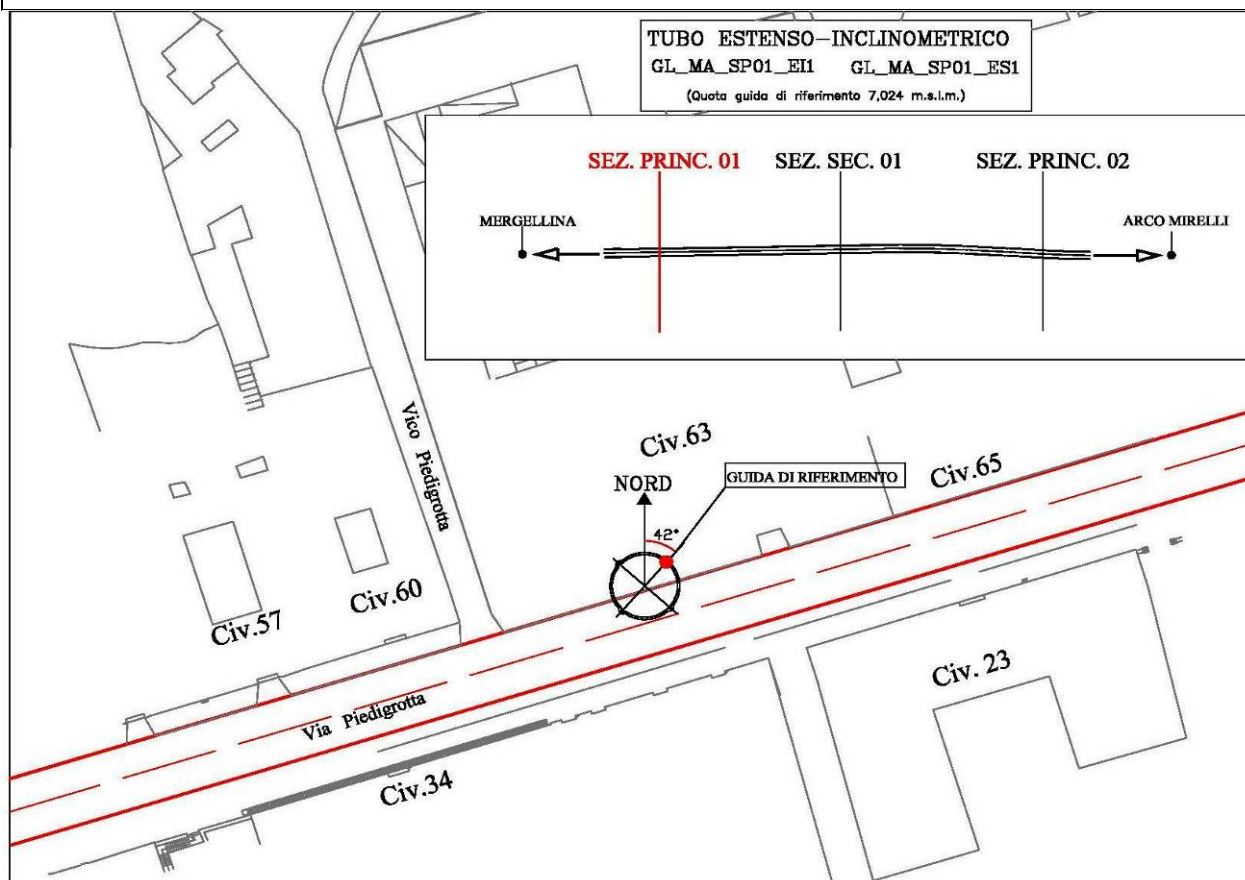 TUBO ESTENSO-INCLINOMETRICO
GL_MA_SP01_EI1 GL_MA_SP01_ES1
(Quota guida di riferimento 7,024 m.s.l.m.)
SEZ. PRINC. 01 SEZ. SEC. 01 SEZ. PRINC. 02
MERGELLINA ARCO MIRELLI
Vico Piedigrotta
Civ.63
Civ.65
NORD
GUIDA DI RIFERIMENTO
42°
Civ.60
Civ.57
Civ. 23
Via Piedigrotta
Civ.34